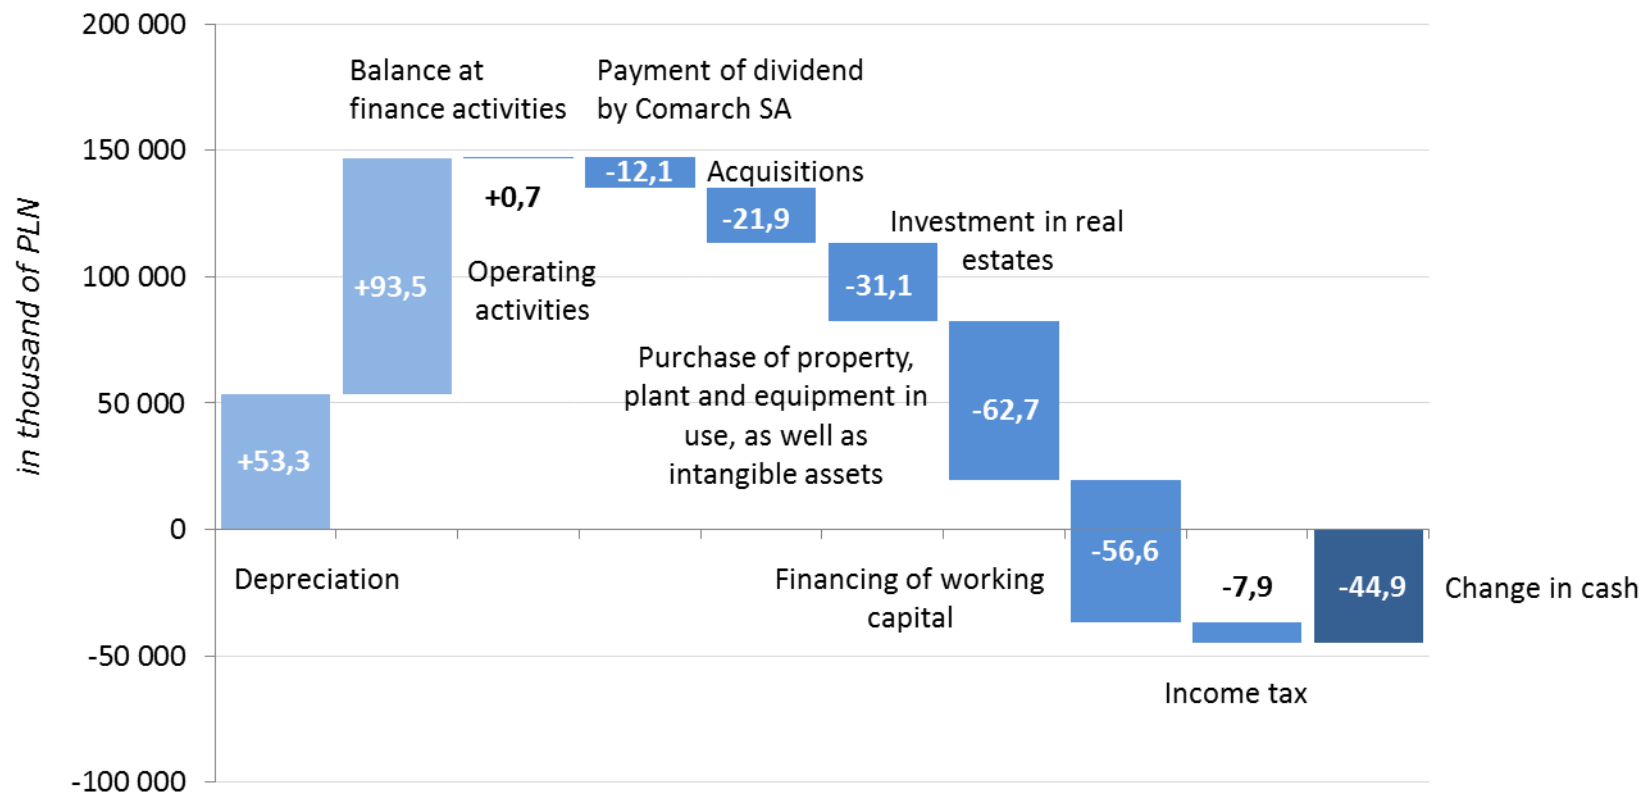 200 000
150 000
100 000
50 000
0
-50 000
-100 000
in thousand of PLN
Balance at
finance activities
Payment of dividend
by Comarch SA
Acquisitions
Investment in real
estates
Operating
activities
Purchase of property,
plant and equipment in
use, as well as
intangible assets
Depreciation
Financing of working
capital
Income tax
Change in cash
+53,3
+93,5
+0,7
-12,1
-21,9
-31,1
-62,7
-56,6
-7,9
-44,9